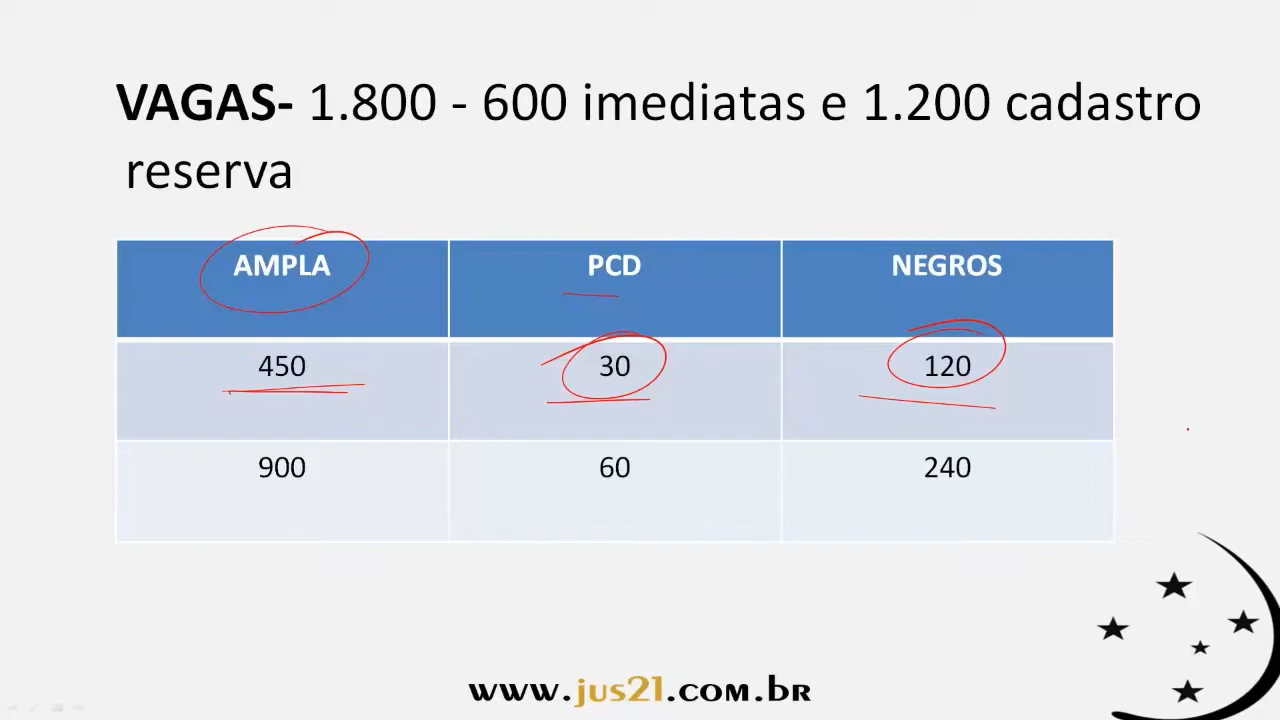 VAGAS- 1.800 - 600 imediatas e 1.200 cadastro
reserva
AMPLA PCD NEGROS
450 30 120
900 60 240
www.jus21.com.br